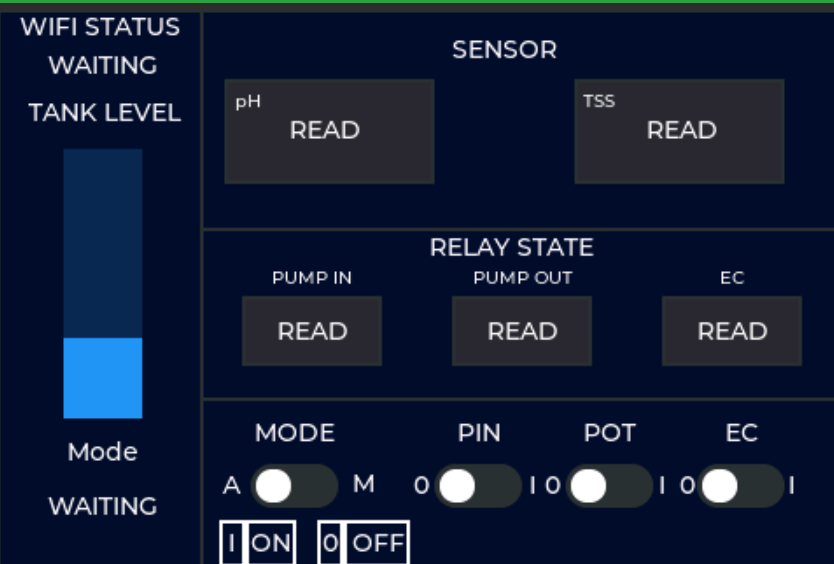 WIFI STATUS
WAITING
TANK LEVEL
Mode
WAITING
SENSOR
pH
READ
TSS
READ
RELAY STATE
PUMP IN
PUMP OUT
EC
READ
READ
READ
MODE
PIN
POT
EC
A
M
0
I
0
I
0
I
I ON
0 OFF